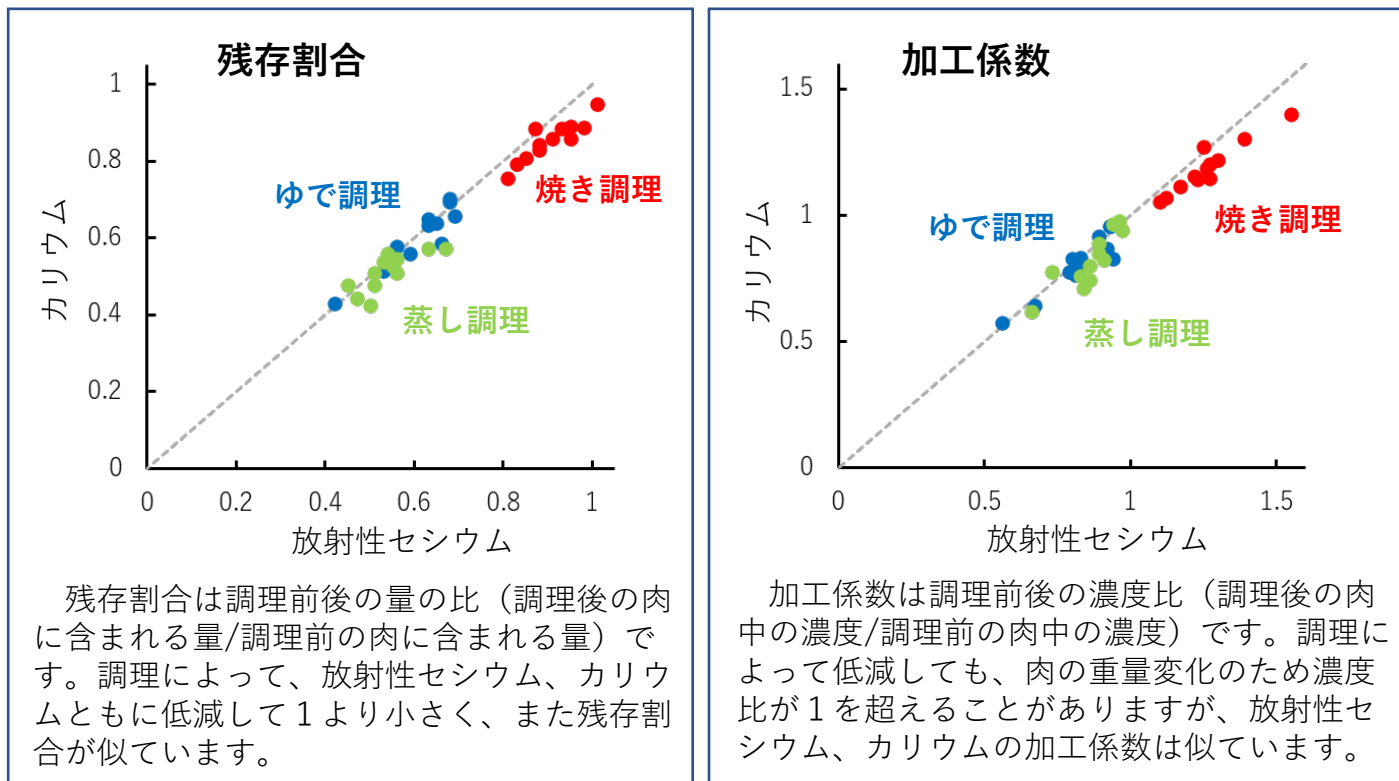 残存割合
1
0.8
0.6
0.4
0.2
0
カリウム
ゆで調理
焼き調理
蒸し調理
0 0.2 0.4 0.6 0.8 1
放射性セシウム
残存割合は調理前後の量の比（調理後の肉
に含まれる量/調理前の肉に含まれる量）で
す。調理によって、放射性セシウム、カリウ
ムともに低減して１より小さく、また残存割
合が似ています。
加工係数
1.5
1
0.5
0
カリウム
ゆで調理
焼き調理
蒸し調理
0 0.5 1 1.5
放射性セシウム
加工係数は調理前後の濃度比（調理後の肉
中の濃度/調理前の肉中の濃度）です。調理に
よって低減しても、肉の重量変化のため濃度
比が１を超えることがありますが、放射性セ
シウム、カリウムの加工係数は似ています。